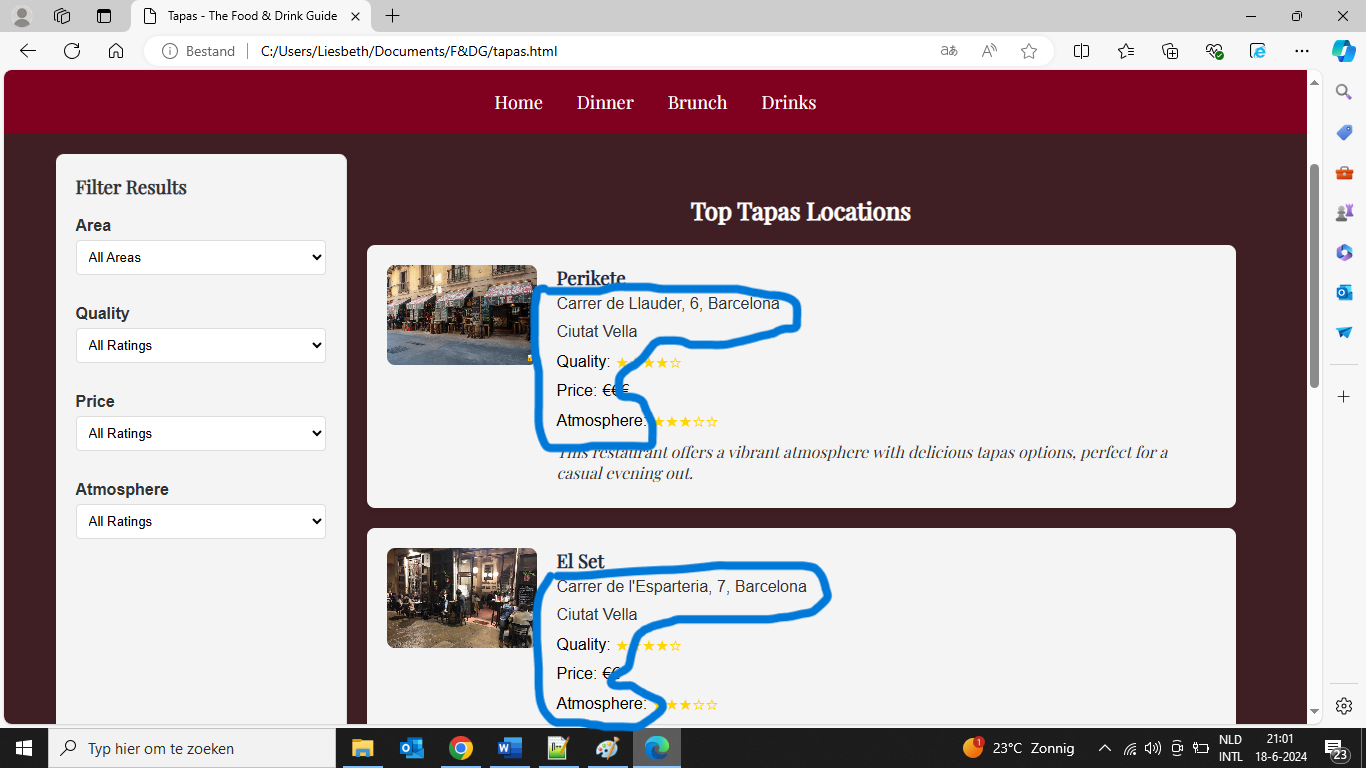 Tapas - The Food & Drink Guide
Bestand
C:/Users/Liesbeth/Documents/F&DG/tapas.html
Home Dinner Brunch Drinks
Filter Results
Area
All Areas
Quality
All Ratings
Price
All Ratings
Atmosphere
All Ratings
Top Tapas Locations
Perikete
Carrer de Llauder, 6, Barcelona
Ciutat Vella
Quality: ★★★★☆
Price: €€€
Atmosphere: ★★★☆☆
This restaurant offers a vibrant atmosphere with delicious tapas options, perfect for a
casual evening out.
El Set
Carrer de l'Esparteria, 7, Barcelona
Ciutat Vella
Quality: ★★★★☆
Price: €€
Atmosphere: ★★★☆☆
Typ hier om te zoeken
23°C Zonnig
NLD
INTL
21:01
18-6-2024
23